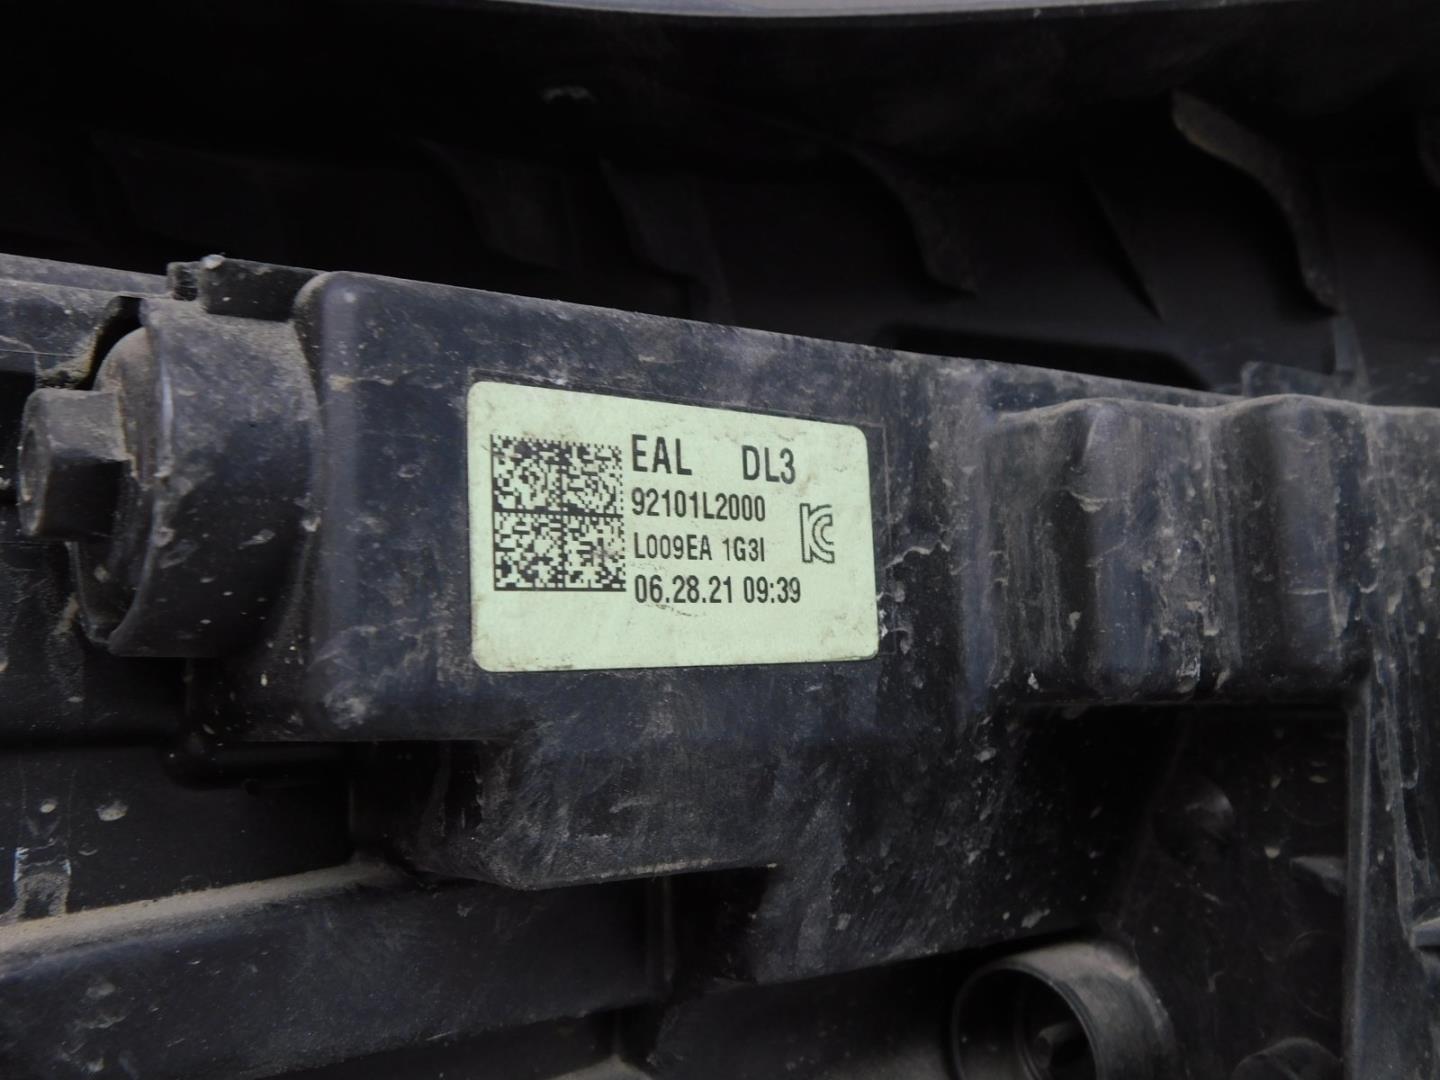 EAL DL3
92101L2000
L009EA 1G3I
06.28.21 09:39